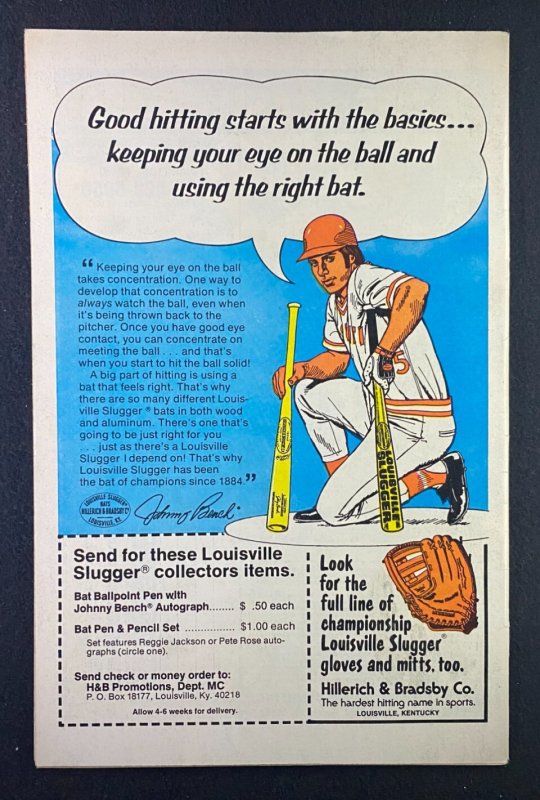 Good hitting starts with the basics...
keeping your eye on the ball and
using the right bat.
“ Keeping your eye on the ball
takes concentration. One way to
develop that concentration is to
always watch the ball, even when
it's being thrown back to the
pitcher. Once you have good eye
contact, you can concentrate on
meeting the ball . . . and that's
when you start to hit the ball solid!
A big part of hitting is using a
bat that feels right. That's why
there are so many different Louis-
ville Slugger® bats in both wood
and aluminum. There's one that's
going to be just right for you
. . . just as there's a Louisville
Slugger I depend on! That's why
Louisville Slugger has been
the bat of champions since 1884.”
LOUISVILLE SLUGGER
BATS
HILLERICH & BRADSBY Co
LOUISVILLE, KY.
Johnny Bench
5
LOUISVILLE
SLUGGER
Send for these Louisville
Slugger® collectors items.
Bat Ballpoint Pen with
Johnny Bench® Autograph....... $ .50 each
Bat Pen & Pencil Set ................ $1.00 each
Set features Reggie Jackson or Pete Rose auto-
graphs (circle one).
Send check or money order to:
H&B Promotions, Dept. MC
P. O. Box 18177, Louisville, Ky. 40218
Allow 4-6 weeks for delivery.
Look
for the
full line of
championship
Louisville Slugger®
gloves and mitts, too.
Hillerich & Bradsby Co.
The hardest hitting name in sports.
LOUISVILLE, KENTUCKY